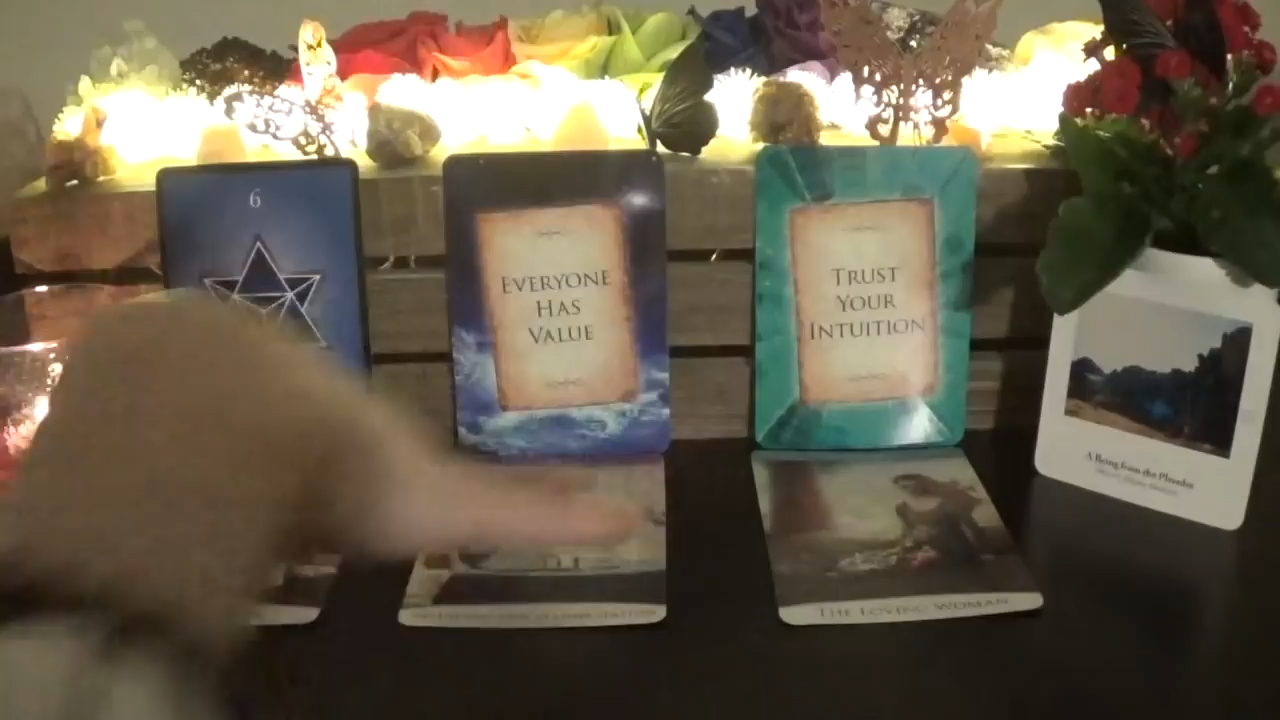 6
EVERYONE
HAS
VALUE
TRUST
YOUR
INTUITION
A Being from the Pleiades
THE LOVING WOMAN